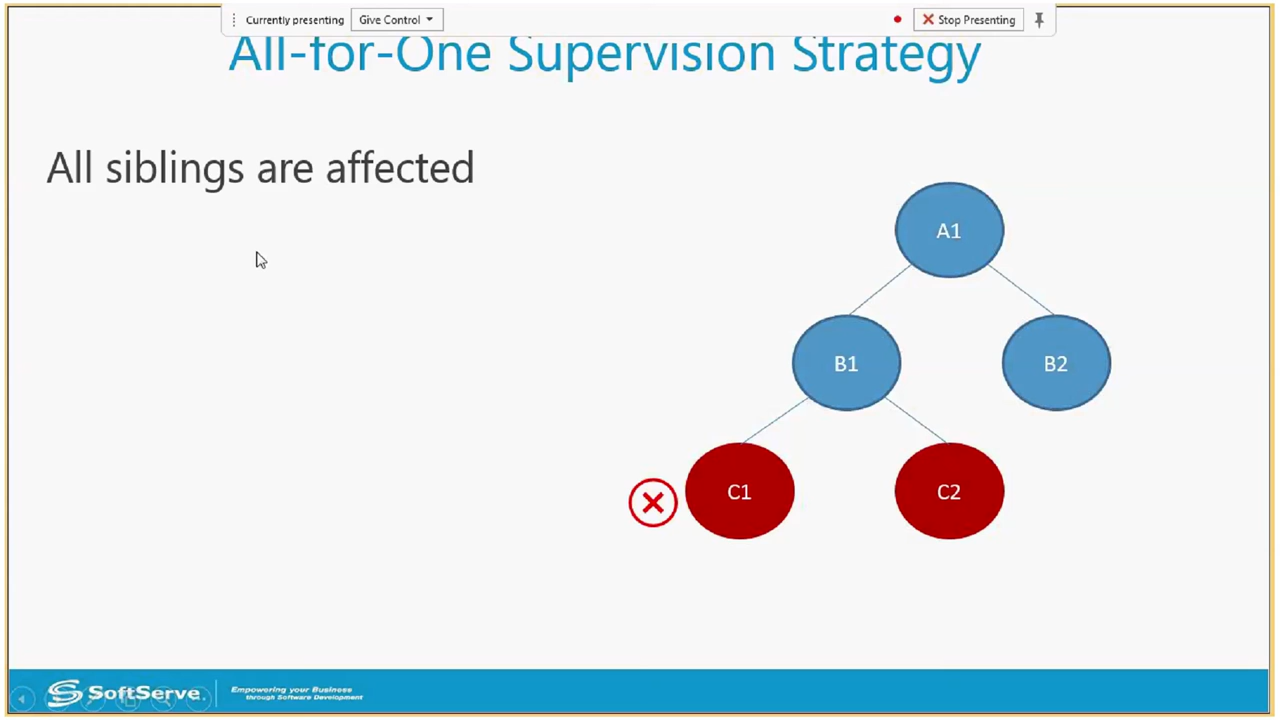 Currently presenting
Give Control
Stop Presenting
All-for-One Supervision Strategy
All siblings are affected
A1
B1
B2
C1
C2
SoftServe
Empowering your Business
through Software Development